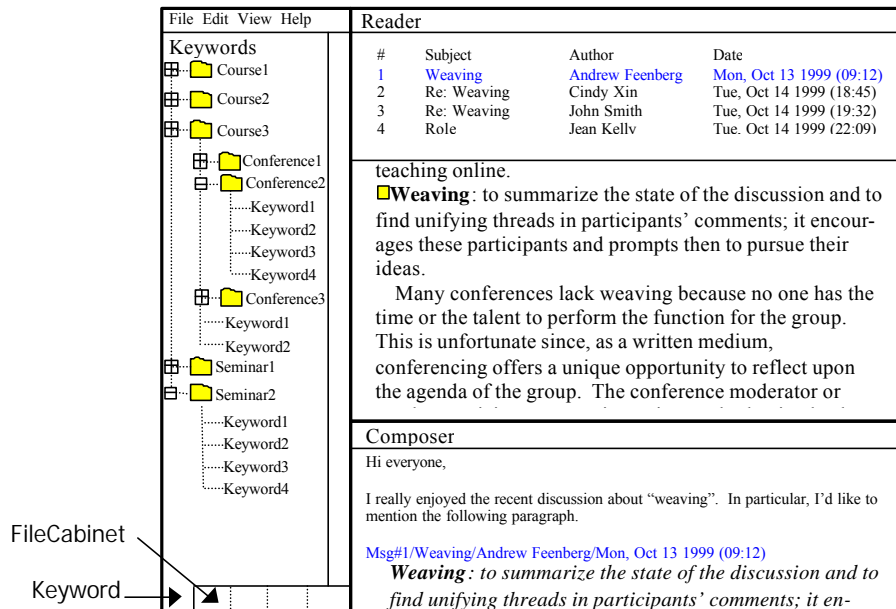 File Edit View Help
Keywords
Course1
Course2
Course3
Conference1
Conference2
Keyword1
Keyword2
Keyword3
Keyword4
Conference3
Keyword1
Keyword2
Seminar1
Seminar2
Keyword1
Keyword2
Keyword3
Keyword4
FileCabinet
Keyword
Reader
# Subject Author Date
1 Weaving Andrew Feenberg Mon, Oct 13 1999 (09:12)
2 Re: Weaving Cindy Xin Tue, Oct 14 1999 (18:45)
3 Re: Weaving John Smith Tue, Oct 14 1999 (19:32)
4 Role Jean Kelly Tue. Oct 14 1999 (22:09)
teaching online.
Weaving: to summarize the state of the discussion and to
find unifying threads in participants’ comments; it encour-
ages these participants and prompts then to pursue their
ideas.
Many conferences lack weaving because no one has the
time or the talent to perform the function for the group.
This is unfortunate since, as a written medium,
conferencing offers a unique opportunity to reflect upon
the agenda of the group. The conference moderator or
Composer
Hi everyone,
I really enjoyed the recent discussion about “weaving”. In particular, I’d like to
mention the following paragraph.
Msg#1/Weaving/Andrew Feenberg/Mon, Oct 13 1999 (09:12)
Weaving: to summarize the state of the discussion and to
find unifying threads in participants’ comments; it en-